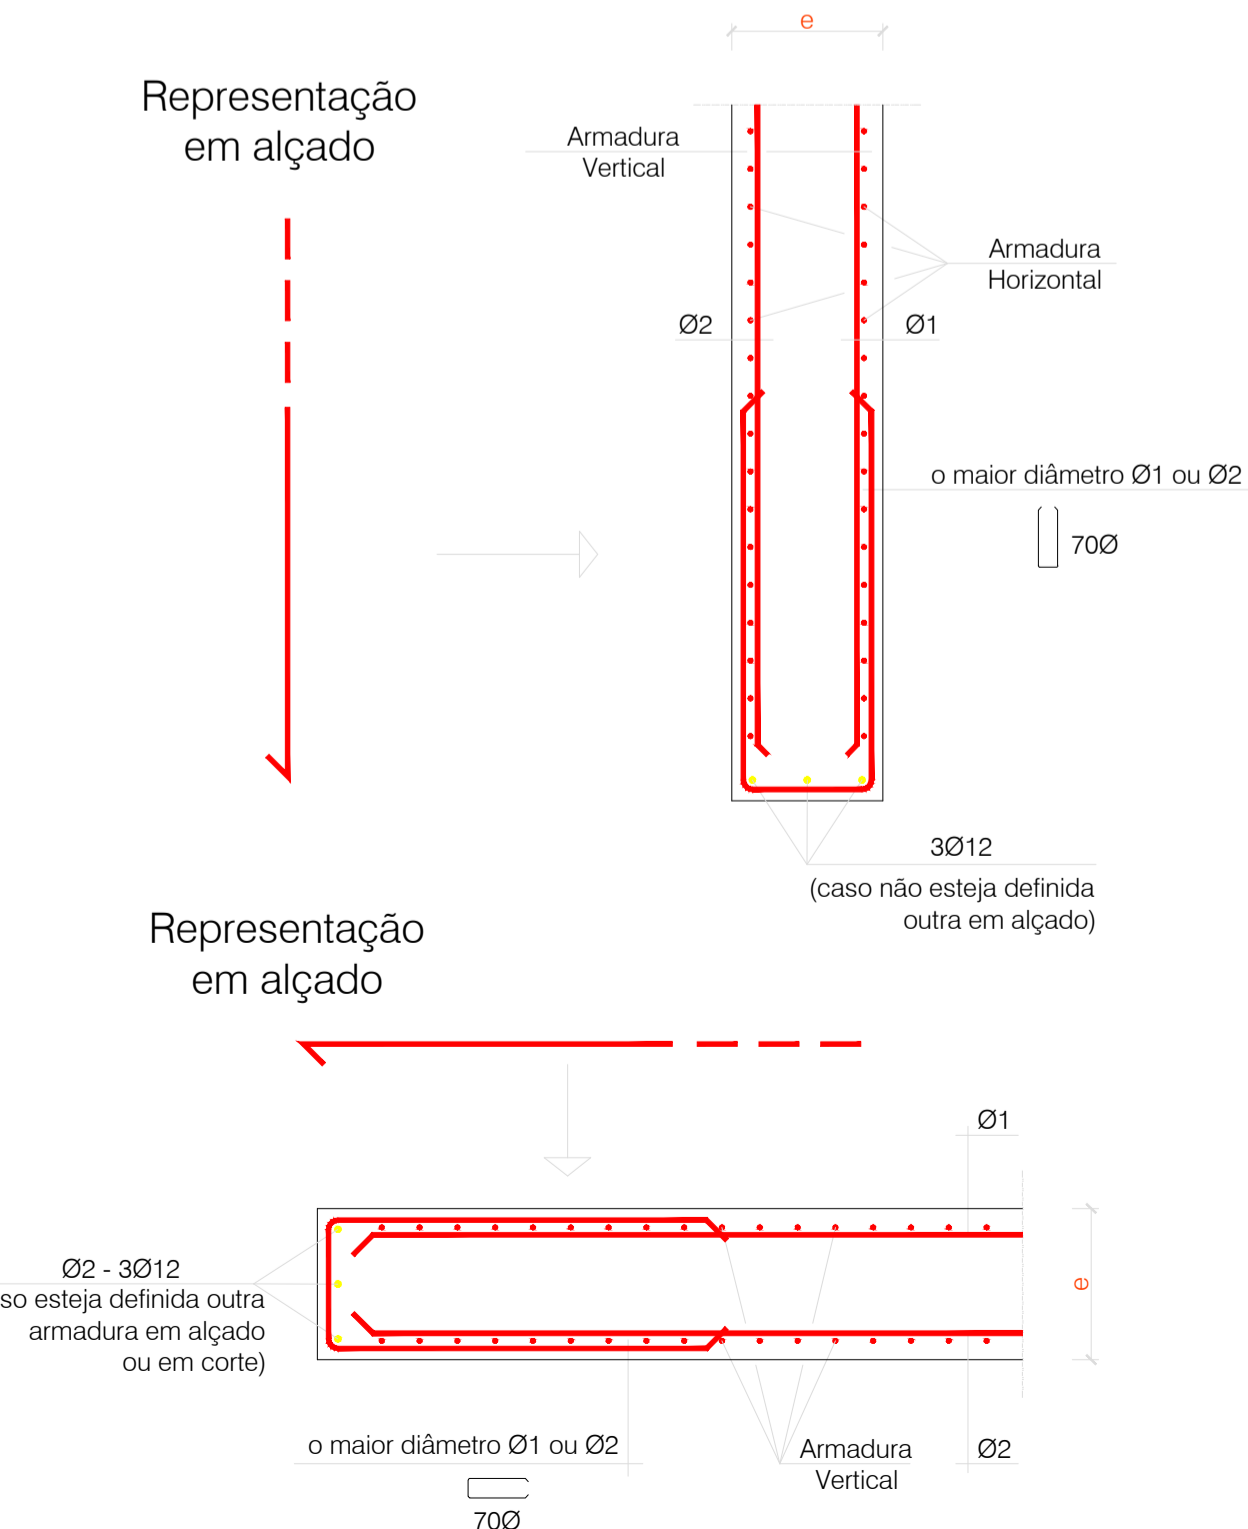 e
Representação
em alçado
Armadura
Vertical
Armadura
Horizontal
Ø2
Ø1
o maior diâmetro Ø1 ou Ø2
70Ø
3Ø12
(caso não esteja definida
outra em alçado)
Representação
em alçado
Ø1
Ø2 - 3Ø12
so esteja definida outra
armadura em alçado
ou em corte)
e
o maior diâmetro Ø1 ou Ø2
70Ø
Armadura
Vertical
Ø2